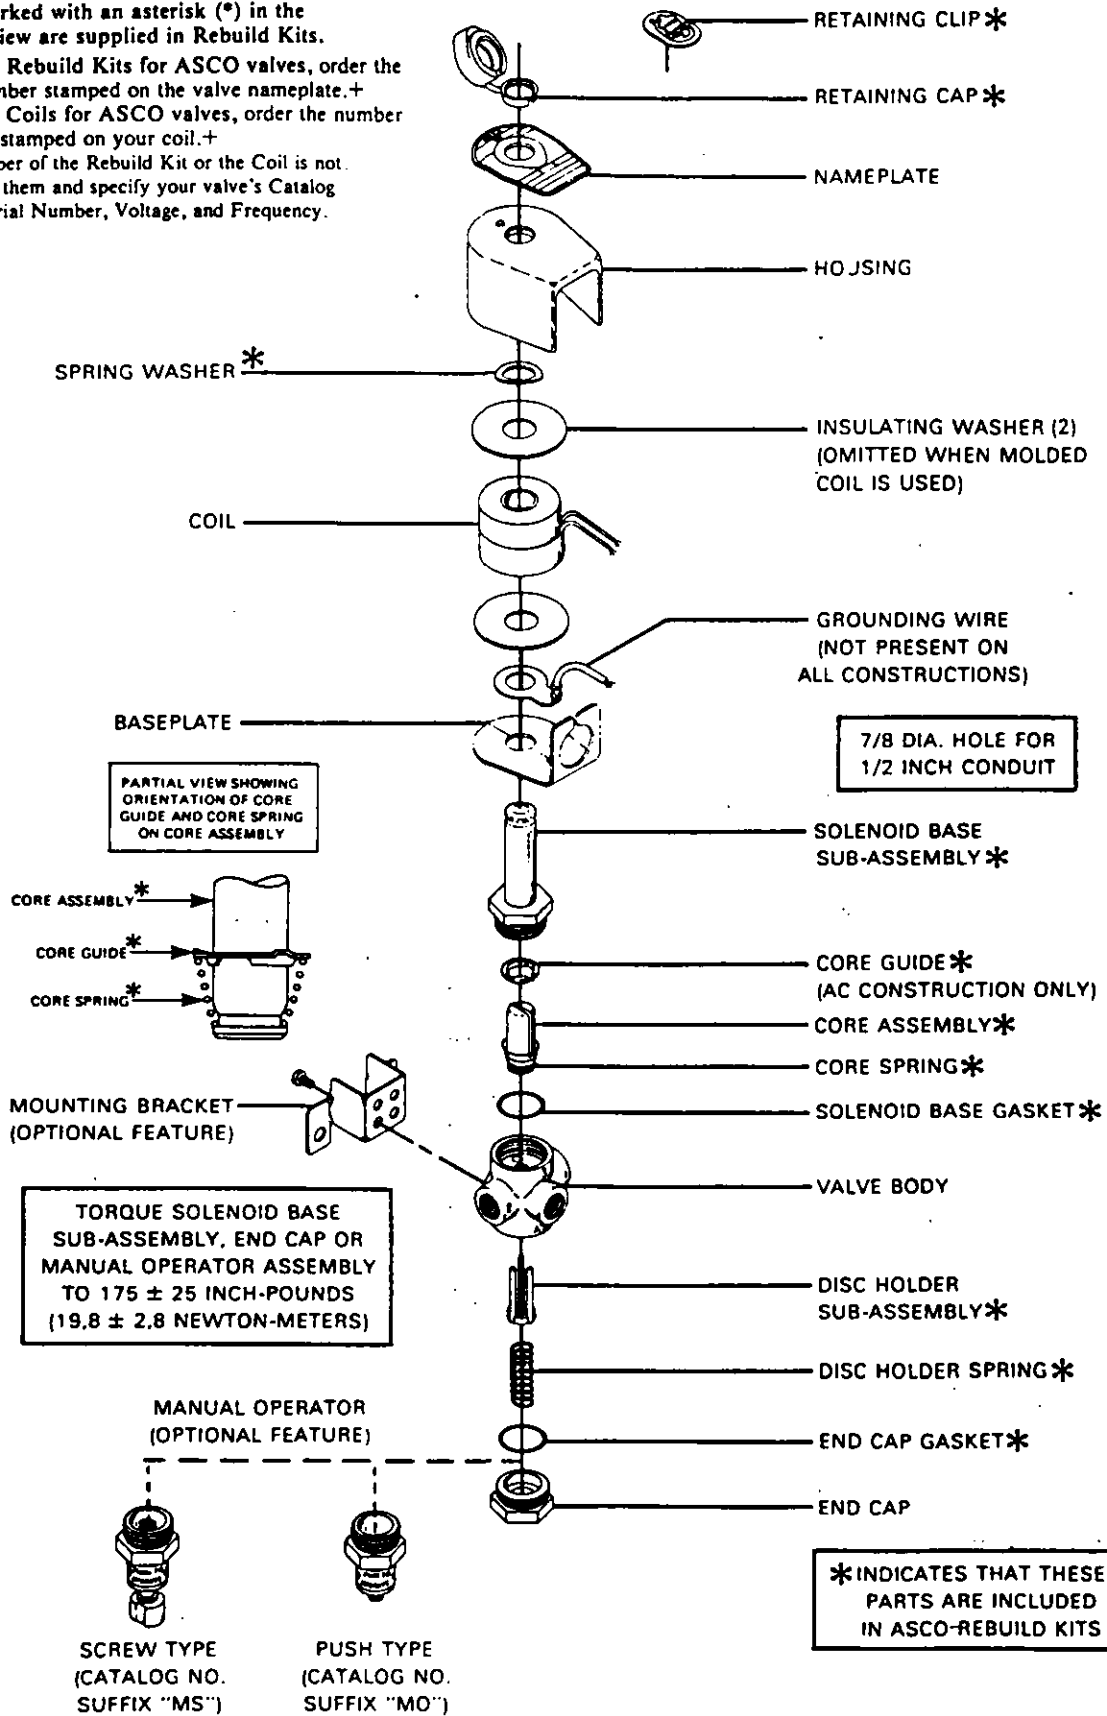 rked with an asterisk (*) in the
iew are supplied in Rebuild Kits.
Rebuild Kits for ASCO valves, order the
nber stamped on the valve nameplate.+
Coils for ASCO valves, order the number
stamped on your coil.+
ber of the Rebuild Kit or the Coil is not
them and specify your valve's Catalog
rial Number, Voltage, and Frequency.
RETAINING CLIP*
RETAINING CAP*
NAMEPLATE
HOJSING
SPRING WASHER*
INSULATING WASHER (2)
(OMITTED WHEN MOLDED
COIL IS USED)
COIL
GROUNDING WIRE
(NOT PRESENT ON
ALL CONSTRUCTIONS)
BASEPLATE
7/8 DIA. HOLE FOR
1/2 INCH CONDUIT
PARTIAL VIEW SHOWING
ORIENTATION OF CORE
GUIDE AND CORE SPRING
ON CORE ASSEMBLY
SOLENOID BASE
SUB-ASSEMBLY*
CORE ASSEMBLY*
CORE GUIDE*
CORE SPRING*
CORE GUIDE*
(AC CONSTRUCTION ONLY)
CORE ASSEMBLY*
CORE SPRING*
SOLENOID BASE GASKET*
MOUNTING BRACKET
(OPTIONAL FEATURE)
VALVE BODY
TORQUE SOLENOID BASE
SUB-ASSEMBLY, END CAP OR
MANUAL OPERATOR ASSEMBLY
TO 175 ± 25 INCH-POUNDS
(19,8 ± 2,8 NEWTON-METERS)
DISC HOLDER
SUB-ASSEMBLY*
DISC HOLDER SPRING*
MANUAL OPERATOR
(OPTIONAL FEATURE)
END CAP GASKET*
END CAP
*INDICATES THAT THESE
PARTS ARE INCLUDED
IN ASCO-REBUILD KITS
SCREW TYPE
(CATALOG NO.
SUFFIX "MS")
PUSH TYPE
(CATALOG NO.
SUFFIX "MO")